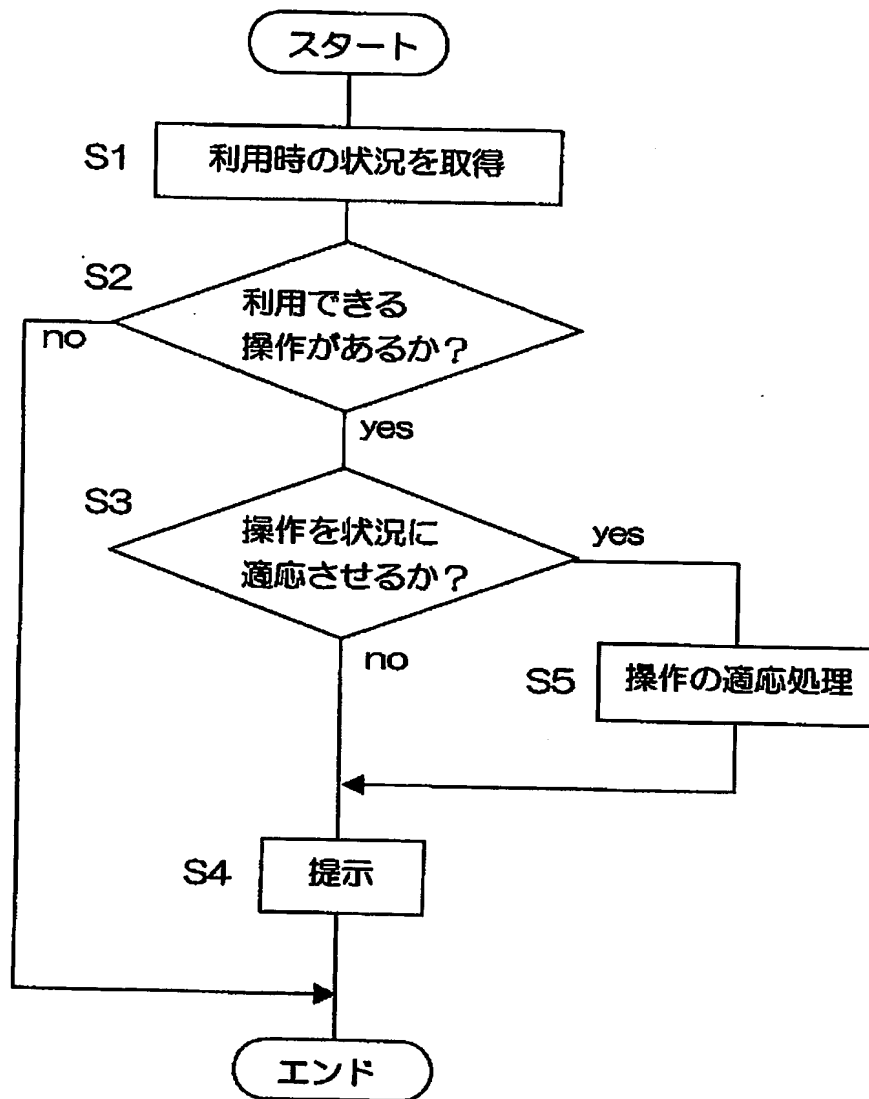 スタート
S1
利用時の状況を取得
S2
利用できる
操作があるか？
no
yes
S3
操作を状況に
適応させるか？
yes
no
S5
操作の適応処理
S4
提示
エンド